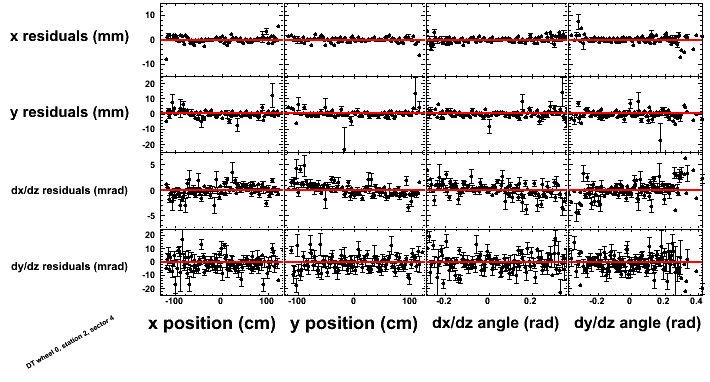 x residuals (mm)
10
0
-10
y residuals (mm)
20
10
0
-10
-20
dx/dz residuals (mrad)
5
0
-5
dy/dz residuals (mrad)
20
10
0
-10
-20
-100 0 100 -100 0 100 -0.2 0 0.2 -0.2 0 0.2 0.4
x position (cm) y position (cm) dx/dz angle (rad) dy/dz angle (rad)
DT wheel 0, station 2, sector 4